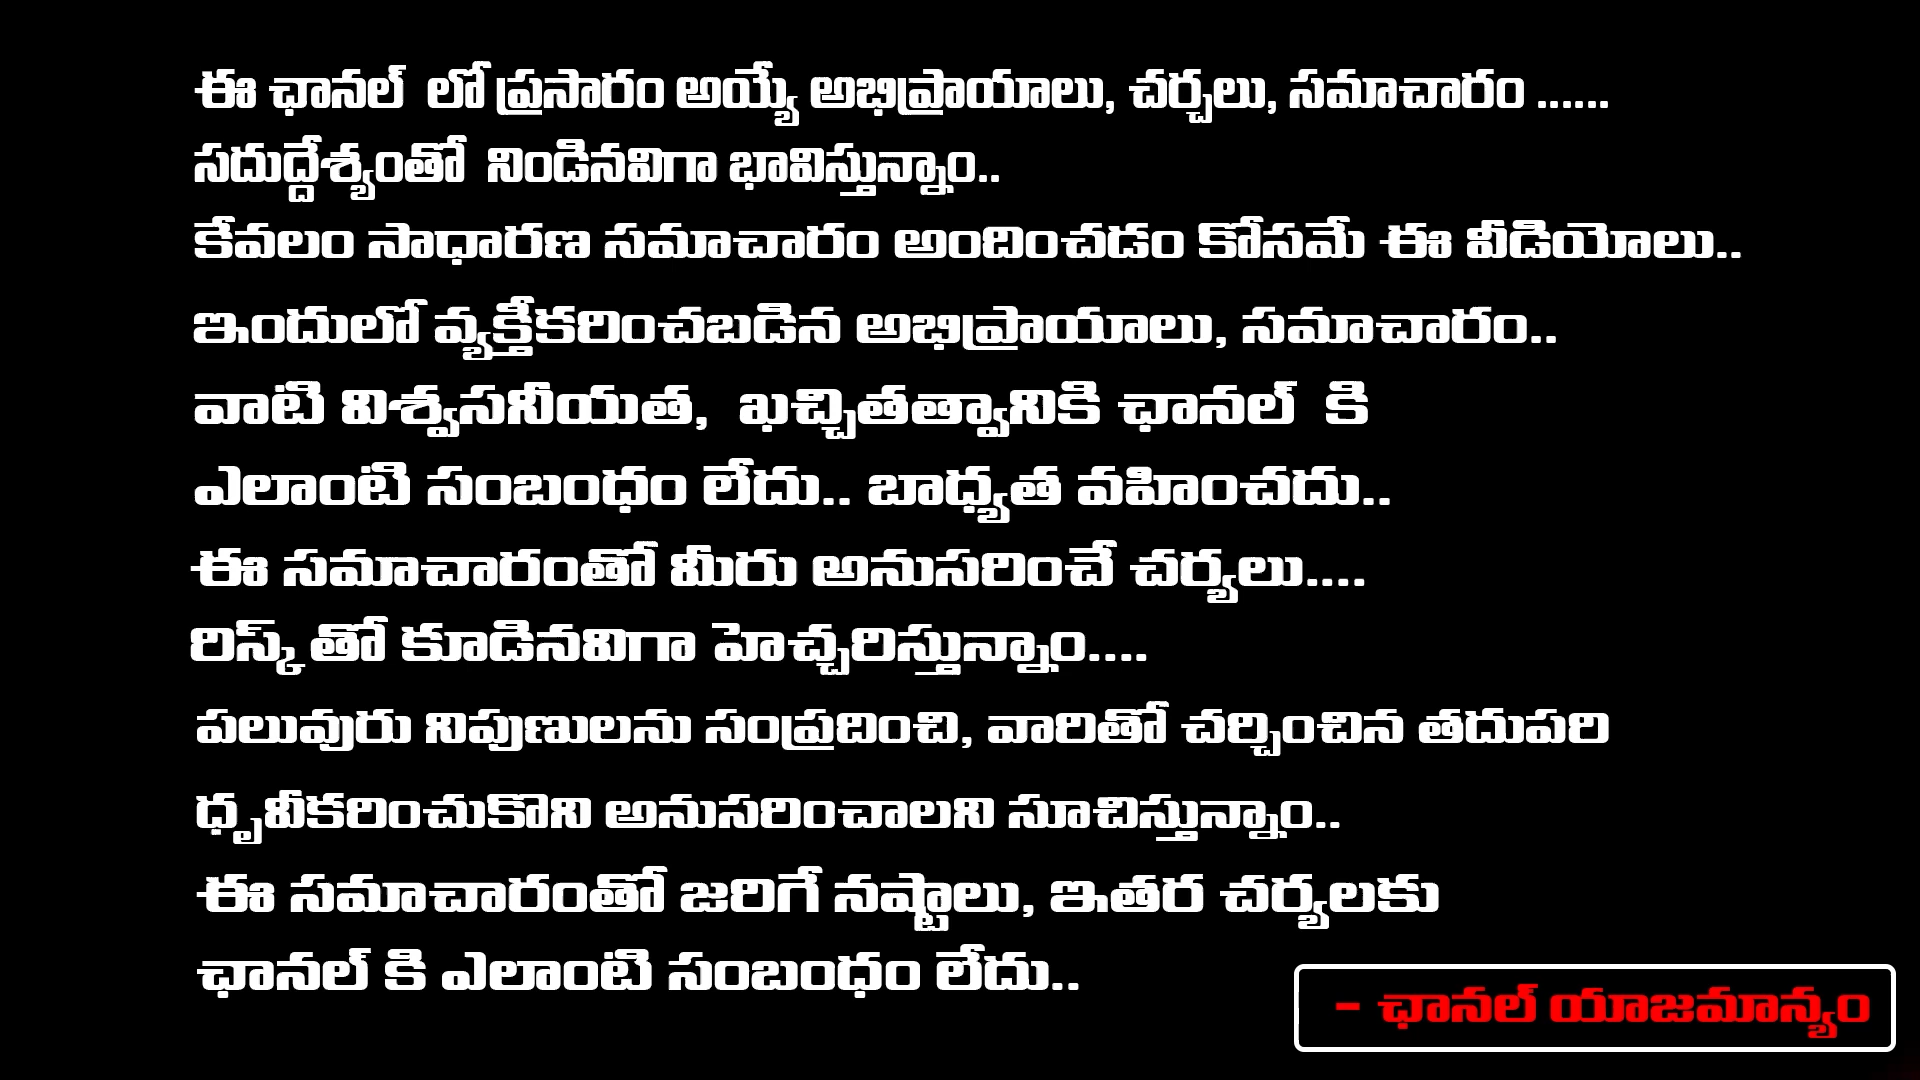 ఈ ఛానల్ లో ప్రసారం అయ్యే అభిప్రాయాలు, చర్చలు, సమాచారం ......
సదుద్దేశ్యంతో నిండినవిగా భావిస్తున్నాం..
కేవలం సాధారణ సమాచారం అందించడం కోసమే ఈ వీడియోలు..
ఇందులో వ్యక్తీకరించబడిన అభిప్రాయాలు, సమాచారం..
వాటి విశ్వసనీయత, ఖచ్చితత్వానికి ఛానల్ కి
ఎలాంటి సంబంధం లేదు.. బాధ్యత వహించదు..
ఈ సమాచారంతో మీరు అనుసరించే చర్యలు....
రిస్క్ తో కూడినవిగా హెచ్చరిస్తున్నాం....
పలువురు నిపుణులను సంప్రదించి, వారితో చర్చించిన తదుపరి
ధృవీకరించుకొని అనుసరించాలని సూచిస్తున్నాం..
ఈ సమాచారంతో జరిగే నష్టాలు, ఇతర చర్యలకు
ఛానల్ కి ఎలాంటి సంబంధం లేదు..
- ఛానల్ యాజమాన్యం